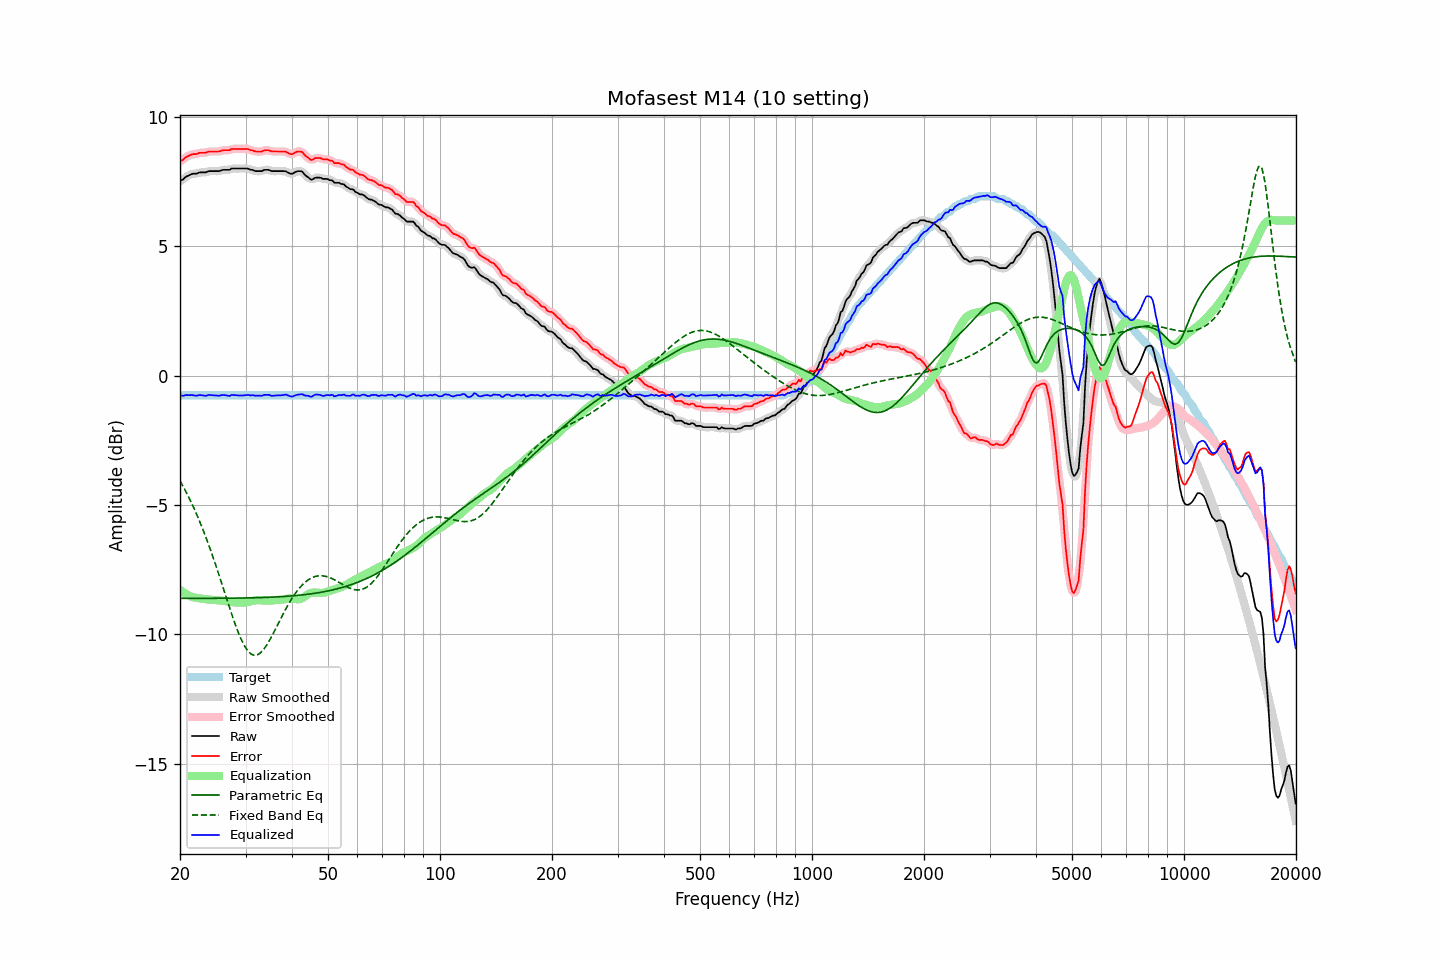 Mofasest M14 (10 setting)
10
5
0
−5
−10
−15
Amplitude (dBr)
Target
Raw Smoothed
Error Smoothed
Raw
Error
Equalization
Parametric Eq
Fixed Band Eq
Equalized
20 50 100 200 500 1000 2000 5000 10000 20000
Frequency (Hz)